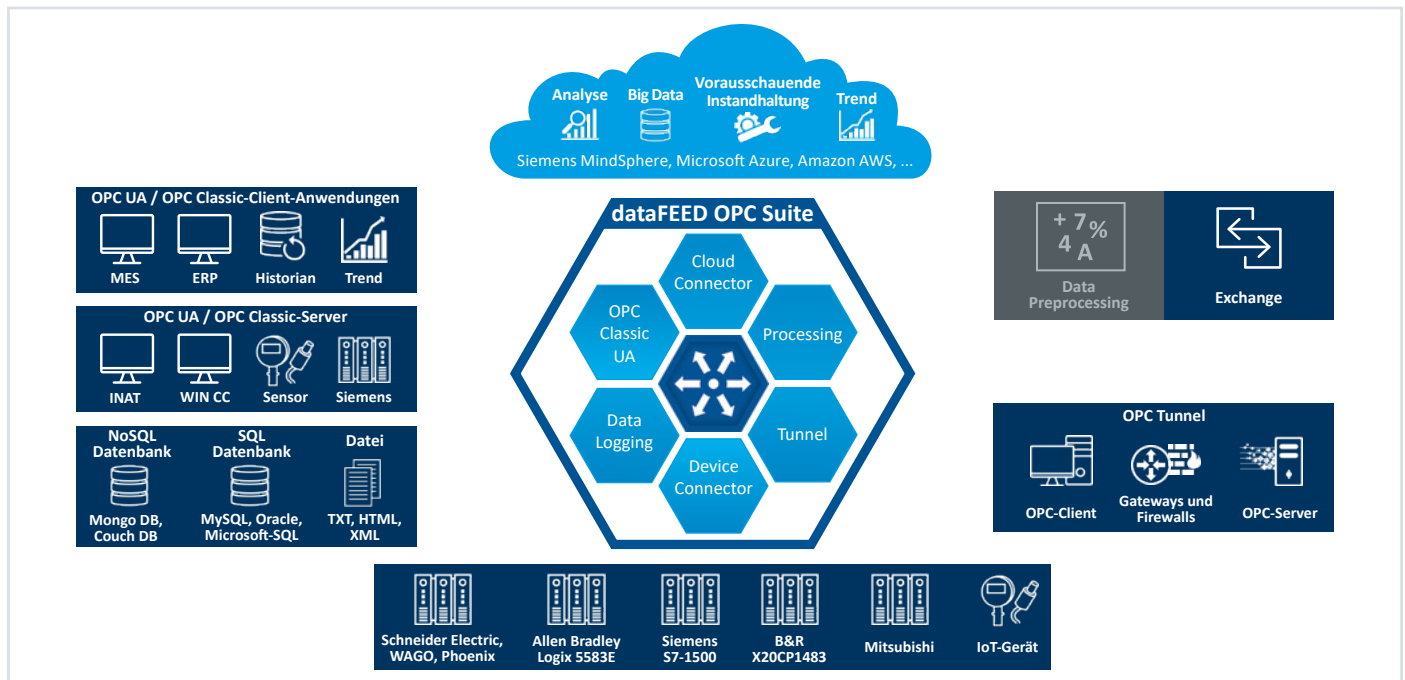 Analyse
Big Data
Vorausschauende
Instandhaltung
Trend
Siemens MindSphere, Microsoft Azure, Amazon AWS, ...
OPC UA / OPC Classic-Client-Anwendungen
MES
ERP
Historian
Trend
OPC UA / OPC Classic-Server
INAT
WIN CC
Sensor
Siemens
NoSQL
Datenbank
Mongo DB,
Couch DB
SQL
Datenbank
MySQL, Oracle,
Microsoft-SQL
Datei
TXT, HTML,
XML
dataFEED OPC Suite
Cloud
Connector
OPC
Classic
UA
Processing
Data
Logging
Tunnel
Device
Connector
+ 7%
4 A
Data
Preprocessing
Exchange
OPC Tunnel
OPC-Client
Gateways und
Firewalls
OPC-Server
Schneider Electric,
WAGO, Phoenix
Allen Bradley
Logix 5583E
Siemens
S7-1500
B&R
X20CP1483
Mitsubishi
IoT-Gerät